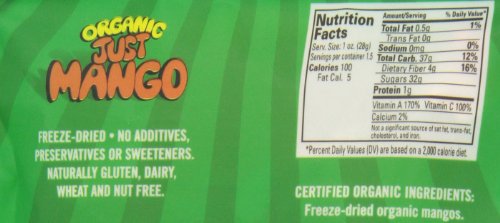 ORGANIC
JUST
MANGO
FREEZE-DRIED • NO ADDITIVES,
PRESERVATIVES OR SWEETENERS.
NATURALLY GLUTEN, DAIRY,
WHEAT AND NUT FREE.
Nutrition
Facts
Serv. Size: 1 oz. (28g)
Servings per container 1.5
Calories 100
Fat Cal. 5
Amount/Serving % Daily Value*
Total Fat 0.5g 1%
Trans Fat 0g
Sodium 0mg 0%
Total Carb. 37g 12%
Dietary Fiber 4g 16%
Sugars 32g
Protein 1g
Vitamin A 170% Vitamin C 100%
Calcium 2%
Not a significant source of sat fat, trans-fat,
cholesterol, and iron.
*Percent Daily Values (DV) are based on a 2,000 calorie diet.
CERTIFIED ORGANIC INGREDIENTS:
Freeze-dried organic mangos.